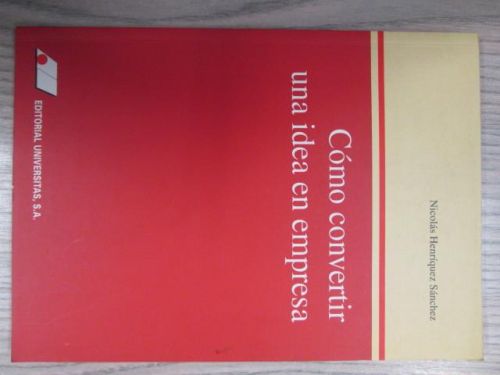 Nicolás Henríquez Sánchez
Cómo convertir
una idea en empresa
EDITORIAL UNIVERSITAS, S.A.